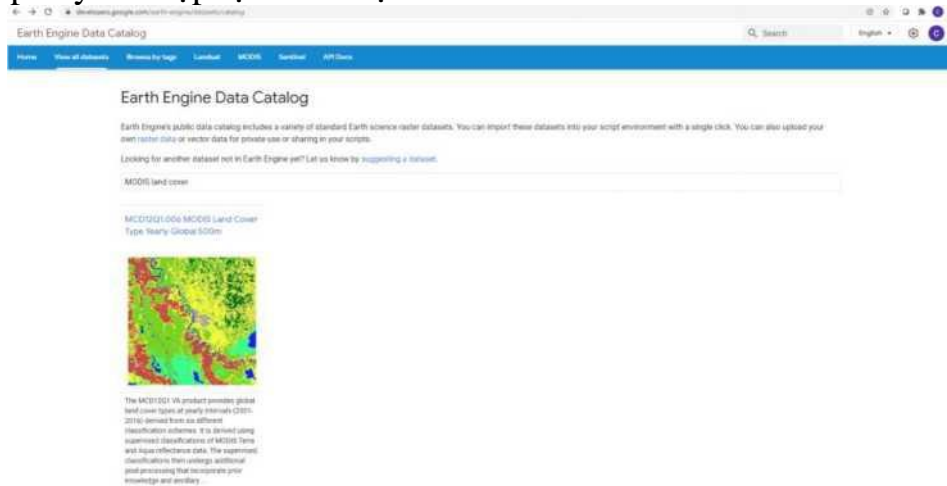 developers.google.com/earth-engine/datasets/catalog
Earth Engine Data Catalog
Search
English
C
Home View all datasets Browse by tags Landsat MODIS Sentinel API Docs
Earth Engine Data Catalog
Earth Engine's public data catalog includes a variety of standard Earth science raster datasets. You can import these datasets into your script environment with a single click. You can also upload your
own raster data or vector data for private use or sharing in your scripts.
Looking for another dataset not in Earth Engine yet? Let us know by suggesting a dataset.
MODIS land cover
MCD12Q1.006 MODIS Land Cover
Type Yearly Global 500m
The MCD12Q1 V6 product provides global
land cover types at yearly intervals (2001-
2016) derived from six different
classification schemes. It is derived using
supervised classifications of MODIS Terra
and Aqua reflectance data. The supervised
classifications then undergo additional
post-processing that incorporate prior
knowledge and ancillary...